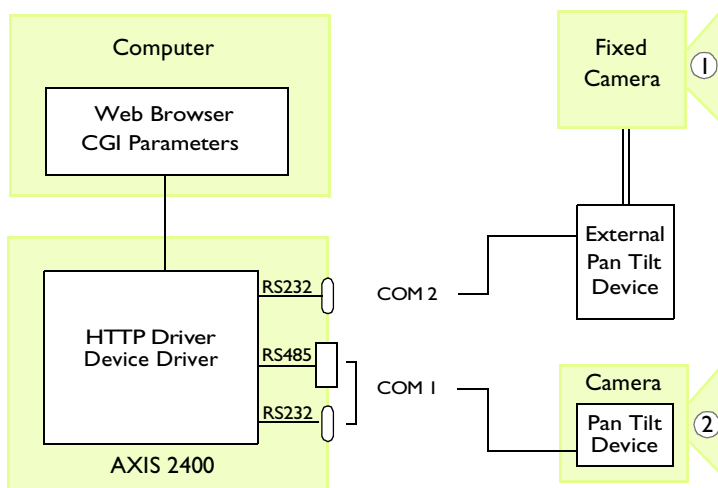 Computer
Web Browser
CGI Parameters
HTTP Driver
Device Driver
RS232
RS485
RS232
AXIS 2400
COM 2
COM 1
Fixed
Camera
1
External
Pan Tilt
Device
Camera
Pan Tilt
Device
2